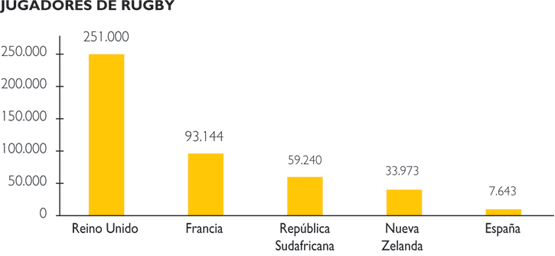 JUGADORES DE RUGBY
251.000
250.000
200.000
150.000
100.000
50.000
0
93.144
59.240
33.973
7.643
Reino Unido
Francia
República
Sudafricana
Nueva
Zelanda
España